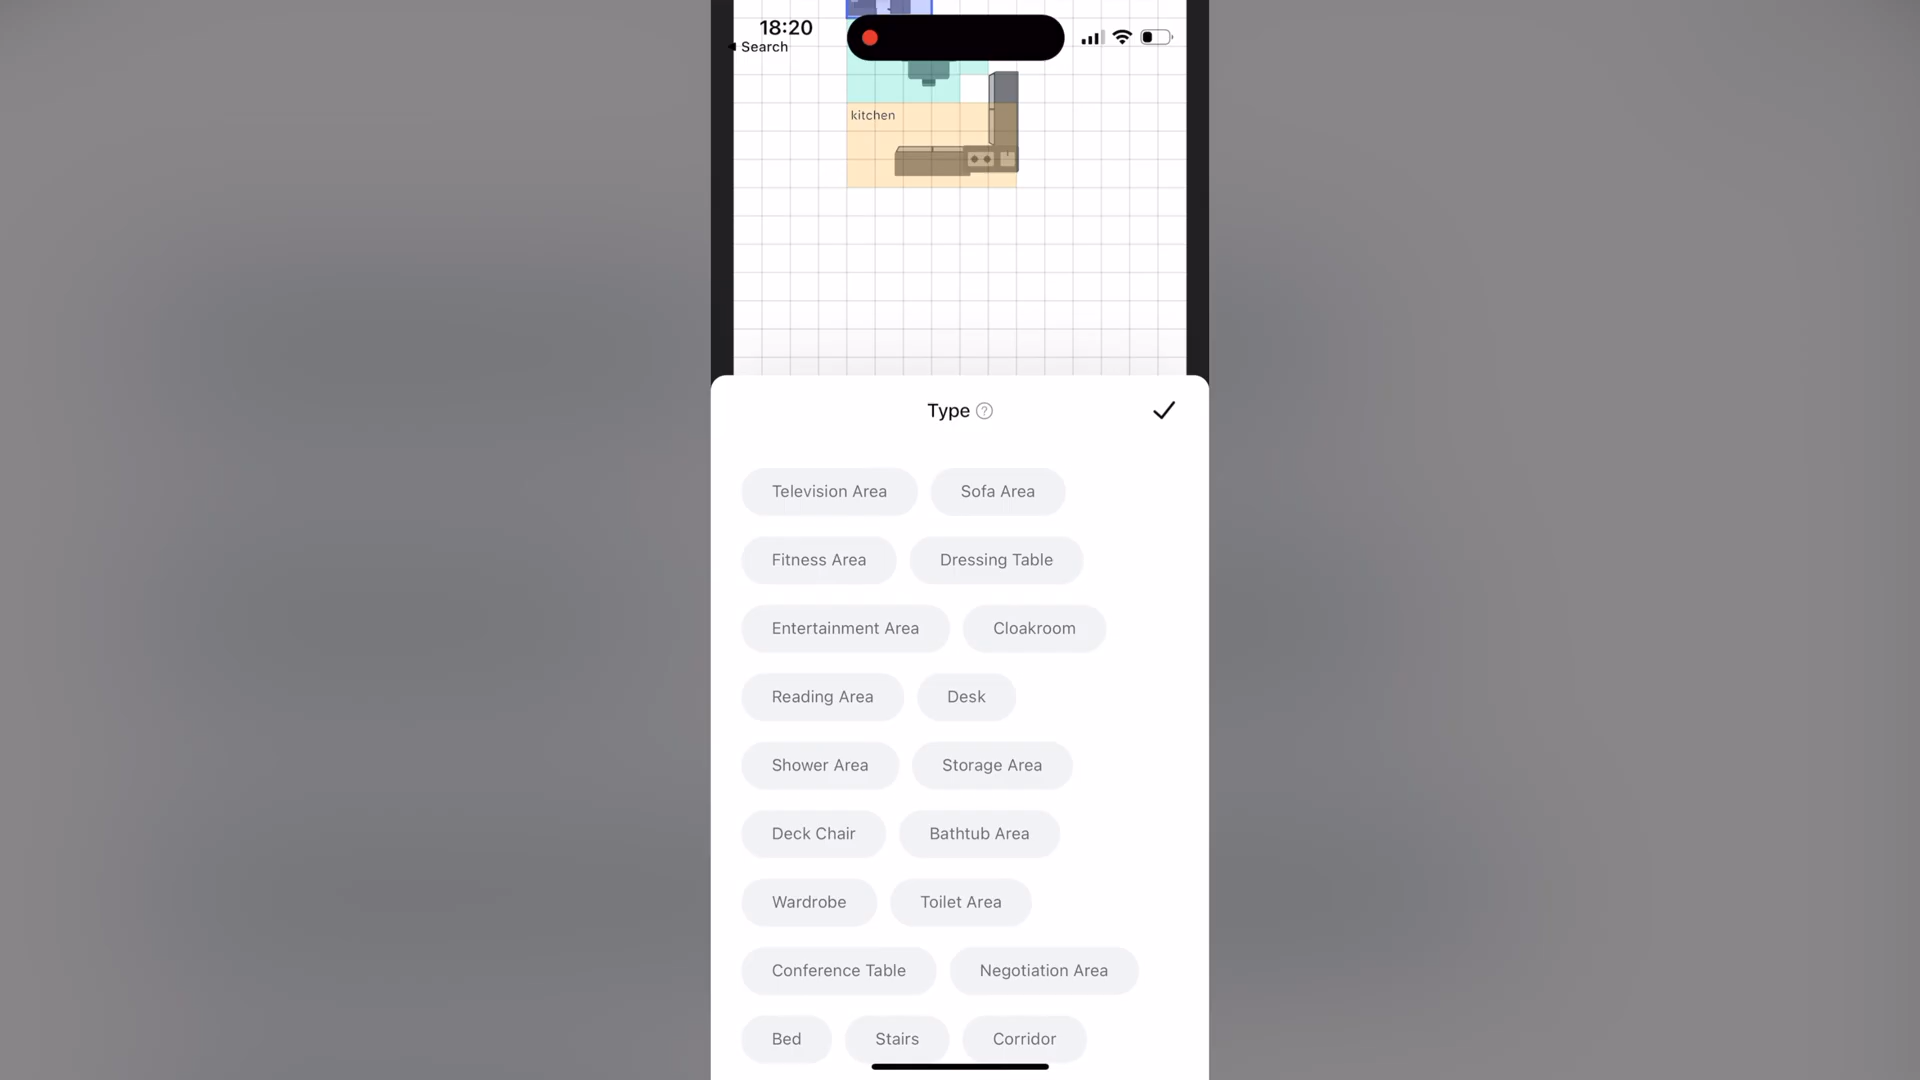 18:20
Search
kitchen
Type ?
Television Area Sofa Area
Fitness Area Dressing Table
Entertainment Area Cloakroom
Reading Area Desk
Shower Area Storage Area
Deck Chair Bathtub Area
Wardrobe Toilet Area
Conference Table Negotiation Area
Bed Stairs Corridor